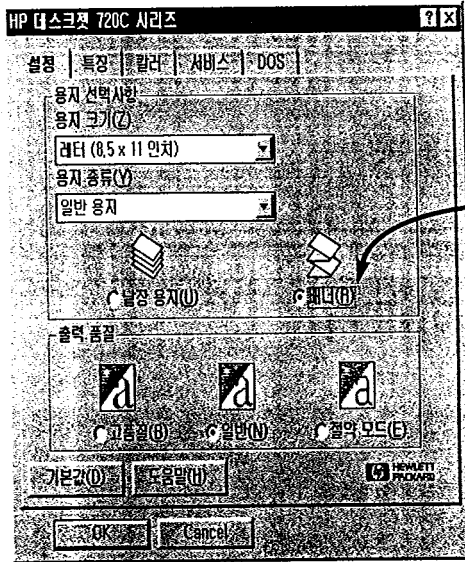 HP 데스크젯 720C 시리즈
설정 특징 칼러 서비스 DOS
용지 선택사항
용지 크기(Z)
레터 (8.5 x 11 인치)
용지 종류(Y)
일반 용지
낱장 용지(U) 배너(R)
출력 품질
고품질(B) 일반(N) 절약 모드(E)
기본값(D) 도움말(H) HEWLETT PACKARD
OK Cancel